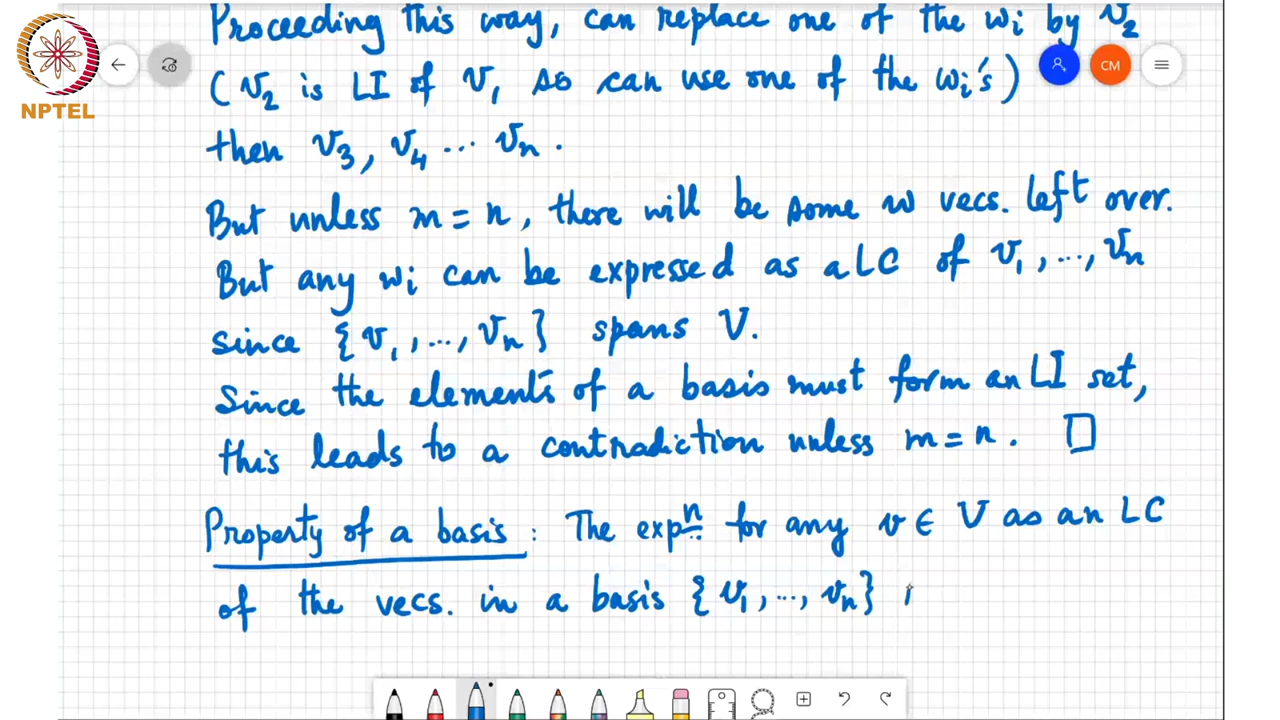 Proceeding this way, can replace one of the wᵢ by v₂
NPTEL
CM
(v₂ is LI of v₁ so can use one of the wᵢ's)
then v₃, v₄ ... vₙ.
But unless m = n, there will be some w vecs. left over.
But any wᵢ can be expressed as a LC of v₁, ..., vₙ
since {v₁, ..., vₙ} spans V.
Since the elements of a basis must form an LI set,
this leads to a contradiction unless m = n. □
Property of a basis: The expⁿ for any v ∈ V as an LC
of the vecs. in a basis {v₁, ..., vₙ}